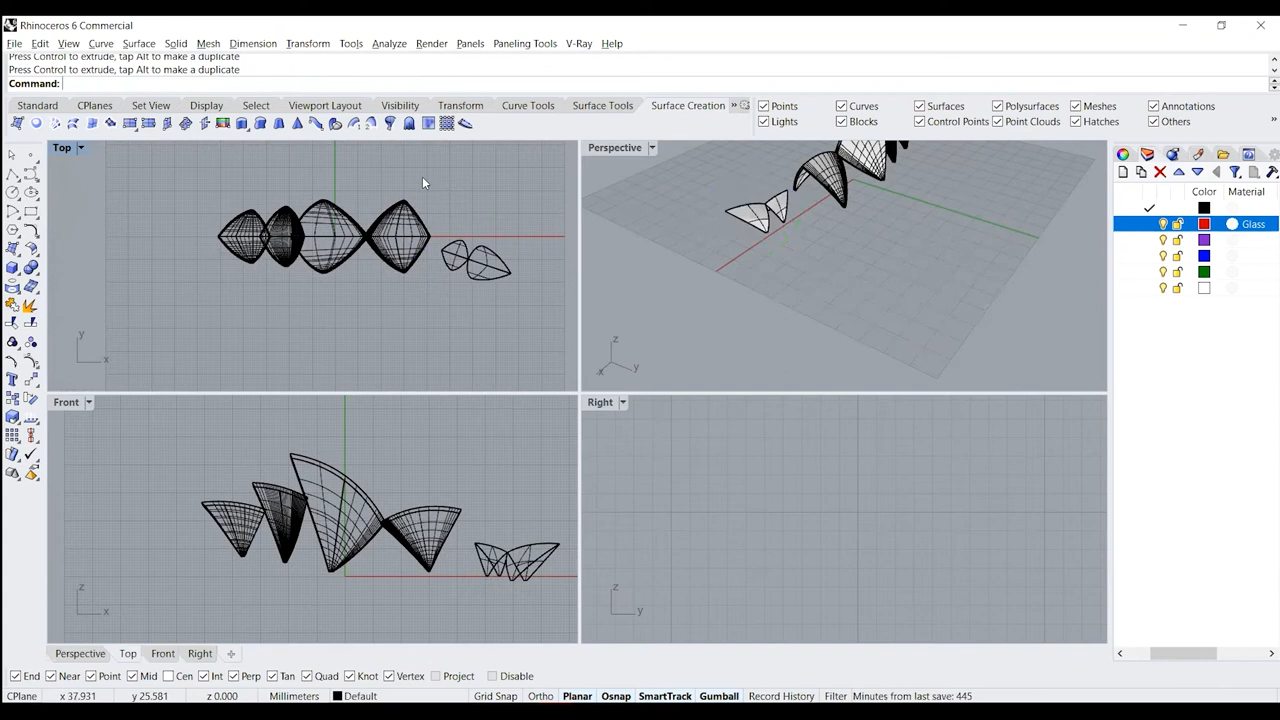 Rhinoceros 6 Commercial
File Edit View Curve Surface Solid Mesh Dimension Transform Tools Analyze Render Panels Paneling Tools V-Ray Help
Press Control to extrude, tap Alt to make a duplicate
Press Control to extrude, tap Alt to make a duplicate
Command:
Standard CPlanes Set View Display Select Viewport Layout Visibility Transform Curve Tools Surface Tools Surface Creation »
Points Curves Surfaces Polysurfaces Meshes Annotations
Lights Blocks Control Points Point Clouds Hatches Others »
Top
Perspective
Color Material
Glass
y
x
z
x y
Front
Right
z
x
z
y
Perspective Top Front Right
End Near Point Mid Cen Int Perp Tan Quad Knot Vertex Project Disable
CPlane x 37.931 y 25.581 z 0.000 Millimeters Default Grid Snap Ortho Planar Osnap SmartTrack Gumball Record History Filter Minutes from last save: 445